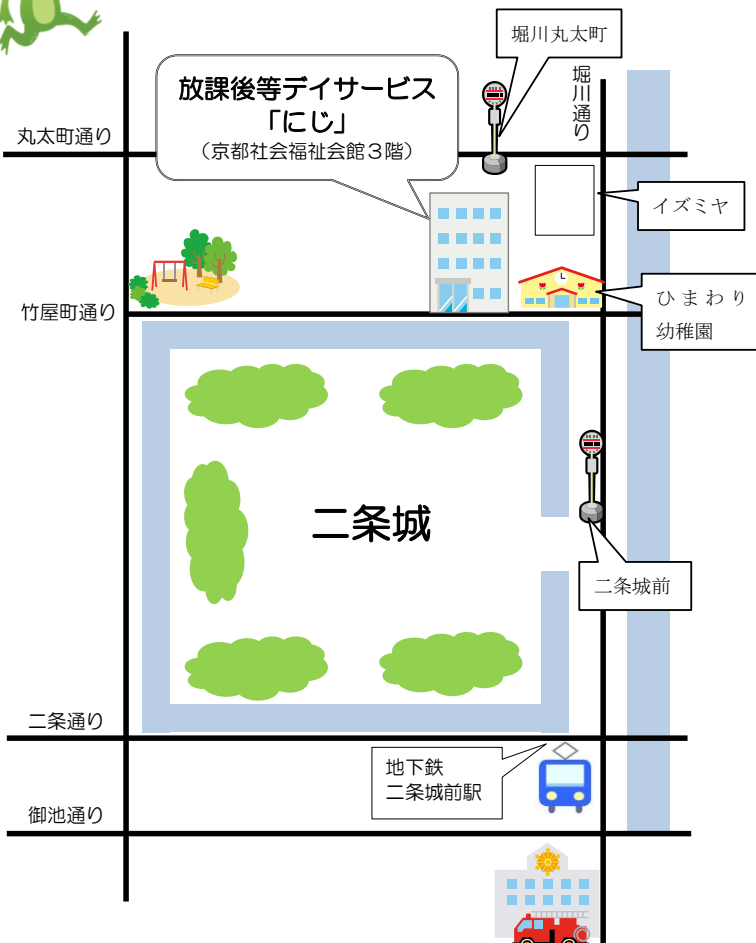 堀川丸太町
堀川通り
放課後等デイサービス
「にじ」
（京都社会福祉会館３階）
丸太町通り
イズミヤ
ひまわり
幼稚園
竹屋町通り
二条城
二条城前
二条通り
地下鉄
二条城前駅
御池通り